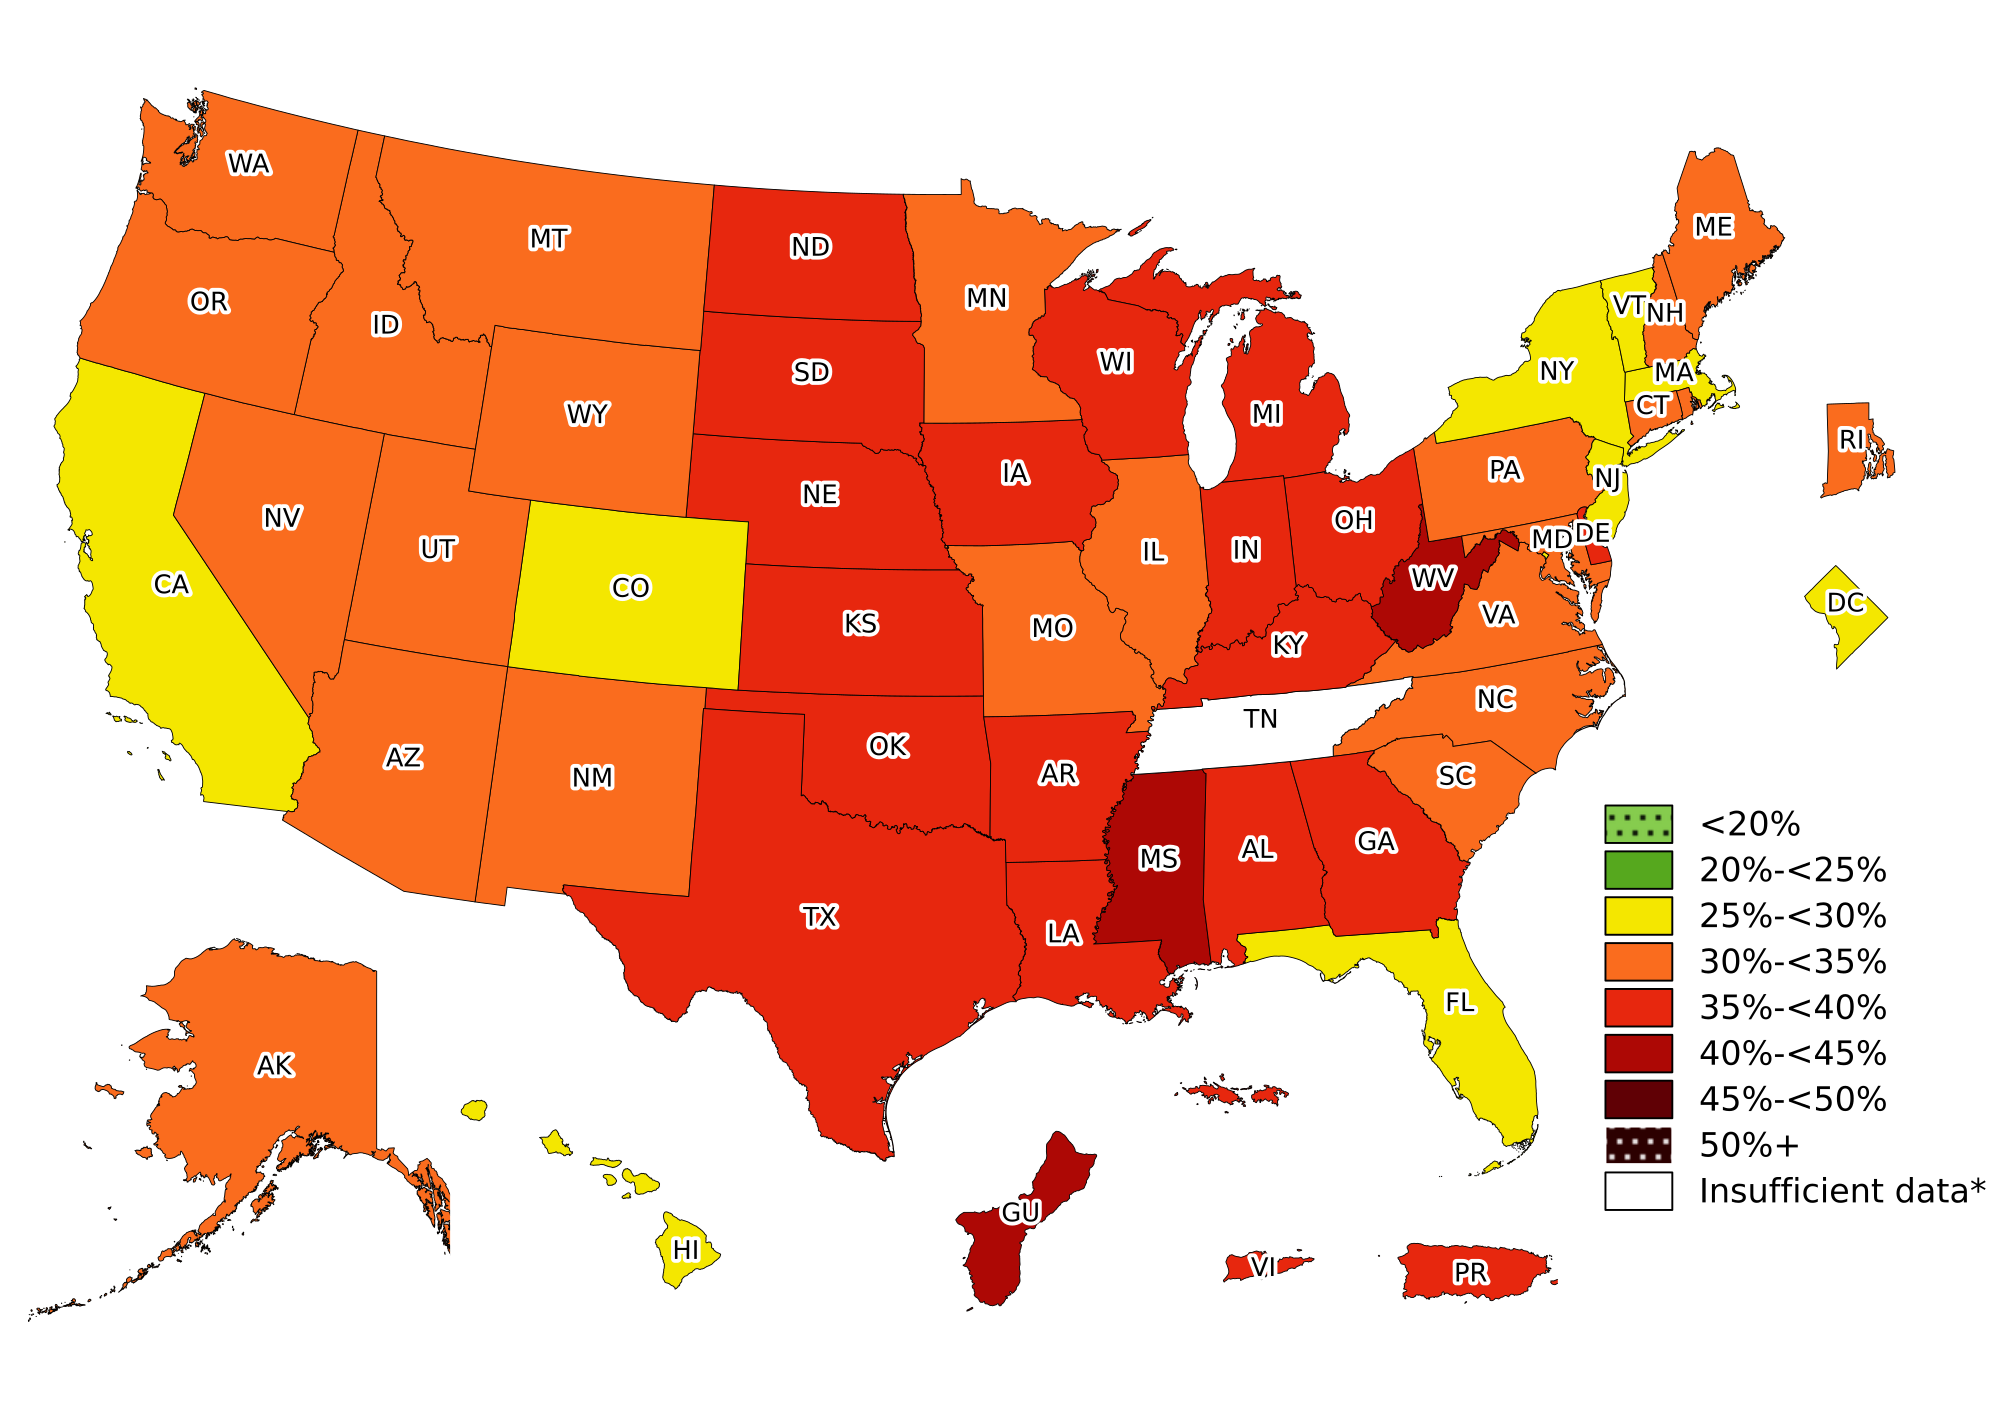 WA
MT
ND
ME
OR
ID
MN
VT
NH
SD
WI
NY
MA
WY
MI
CT
RI
IA
PA
NE
NJ
NV
OH
UT
IL
IN
MD
DE
CA
CO
WV
DC
KS
MO
VA
KY
NC
TN
AZ
NM
OK
AR
SC
MS
AL
GA
TX
LA
FL
AK
GU
HI
VI
PR
<20%
20%-<25%
25%-<30%
30%-<35%
35%-<40%
40%-<45%
45%-<50%
50%+
Insufficient data*